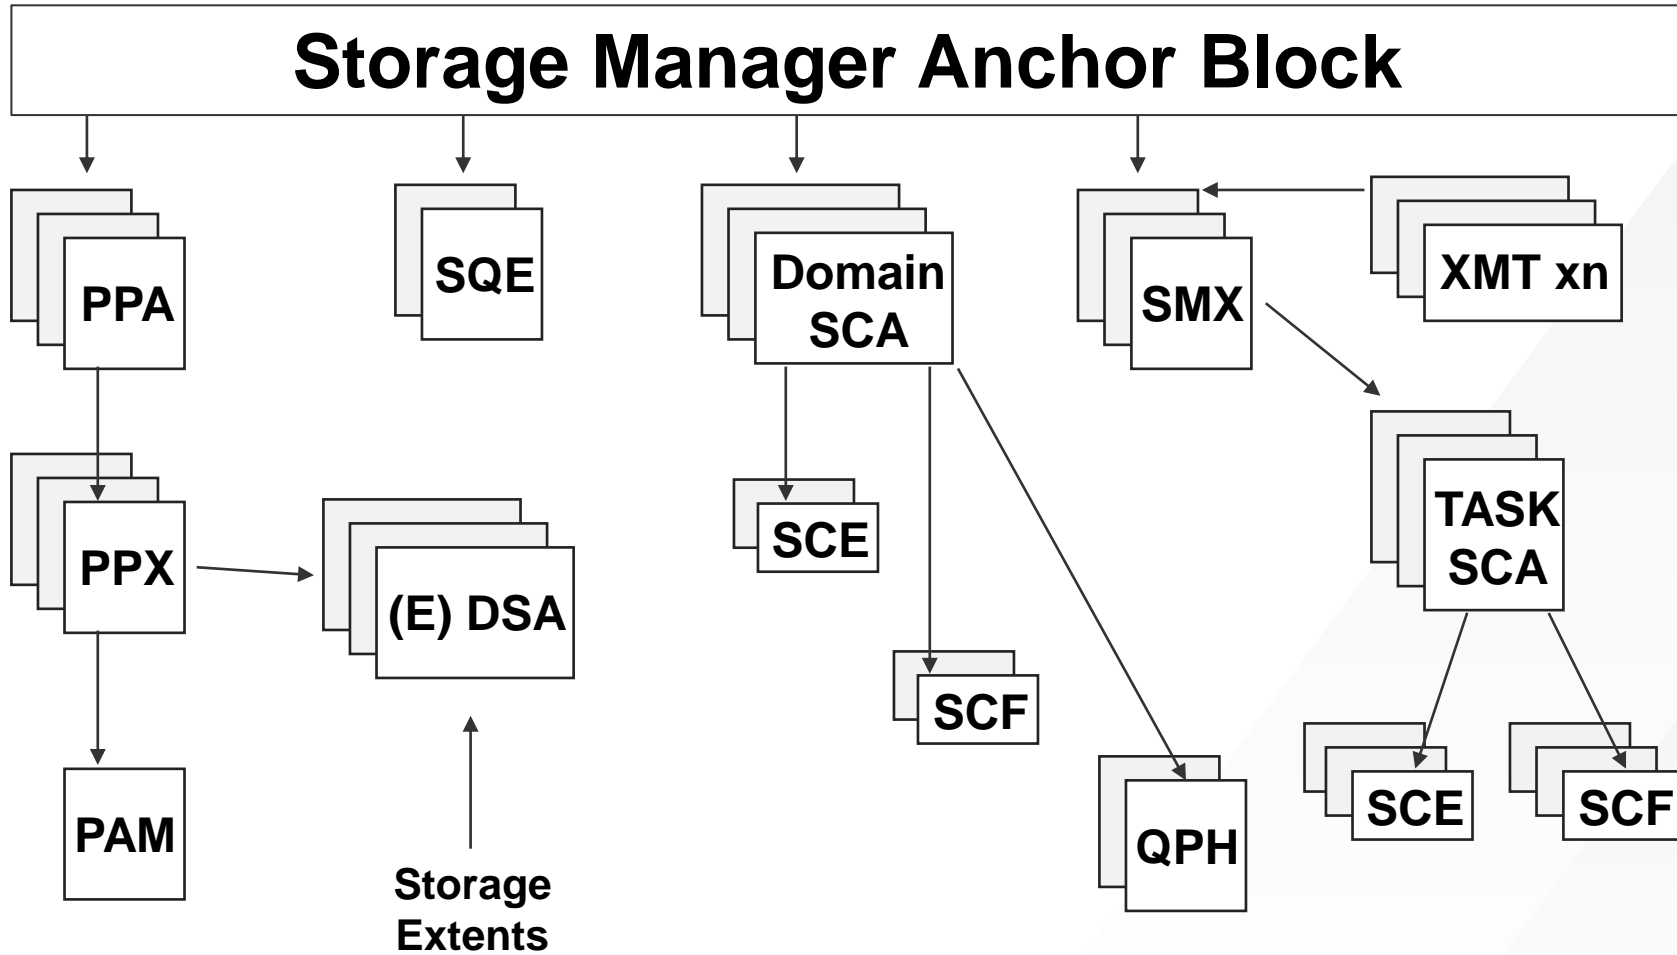 Storage Manager Anchor Block
PPA
SQE
Domain
SCA
SMX
XMT xn
PPX
(E) DSA
SCE
TASK
SCA
SCF
PAM
QPH
SCE
SCF
Storage
Extents